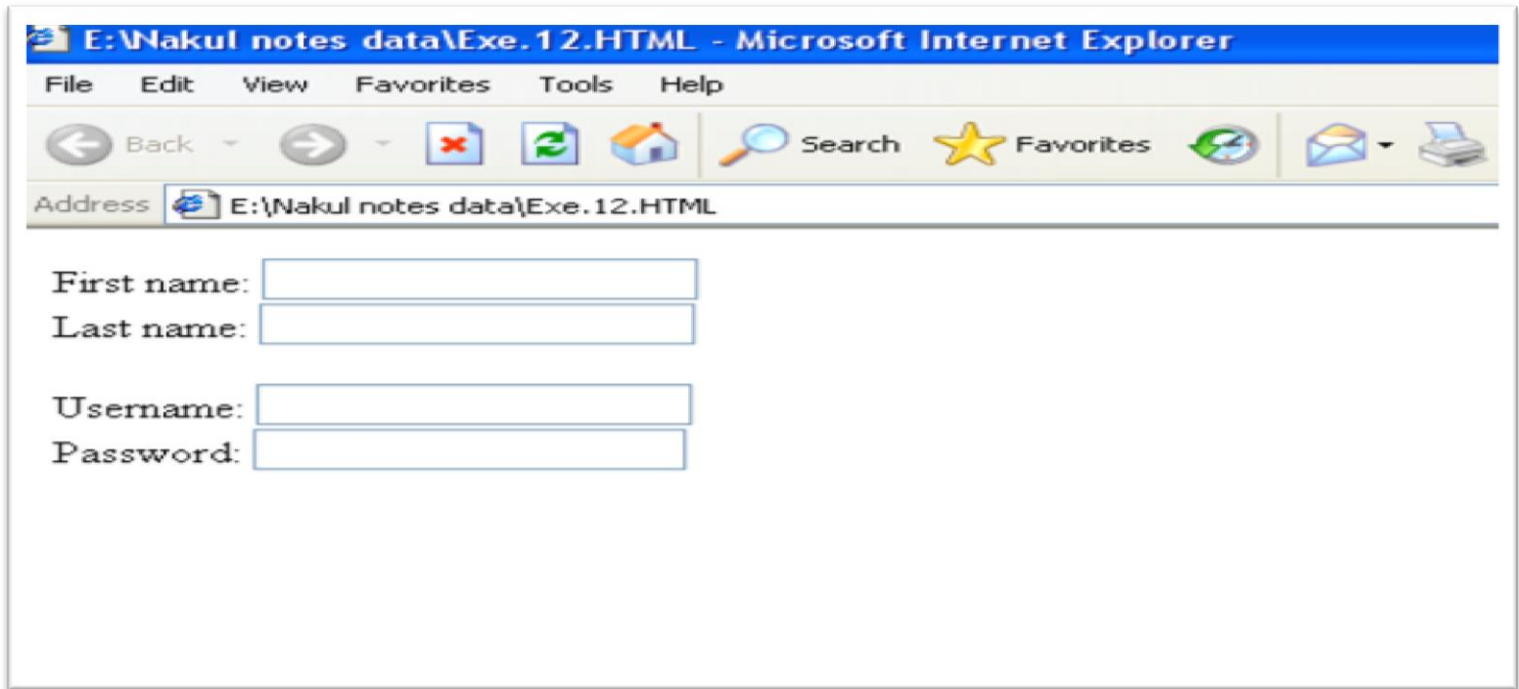 E:\Nakul notes data\Exe.12.HTML - Microsoft Internet Explorer
File Edit View Favorites Tools Help
Back Search Favorites
Address E:\Nakul notes data\Exe.12.HTML
First name:
Last name:
Username:
Password: